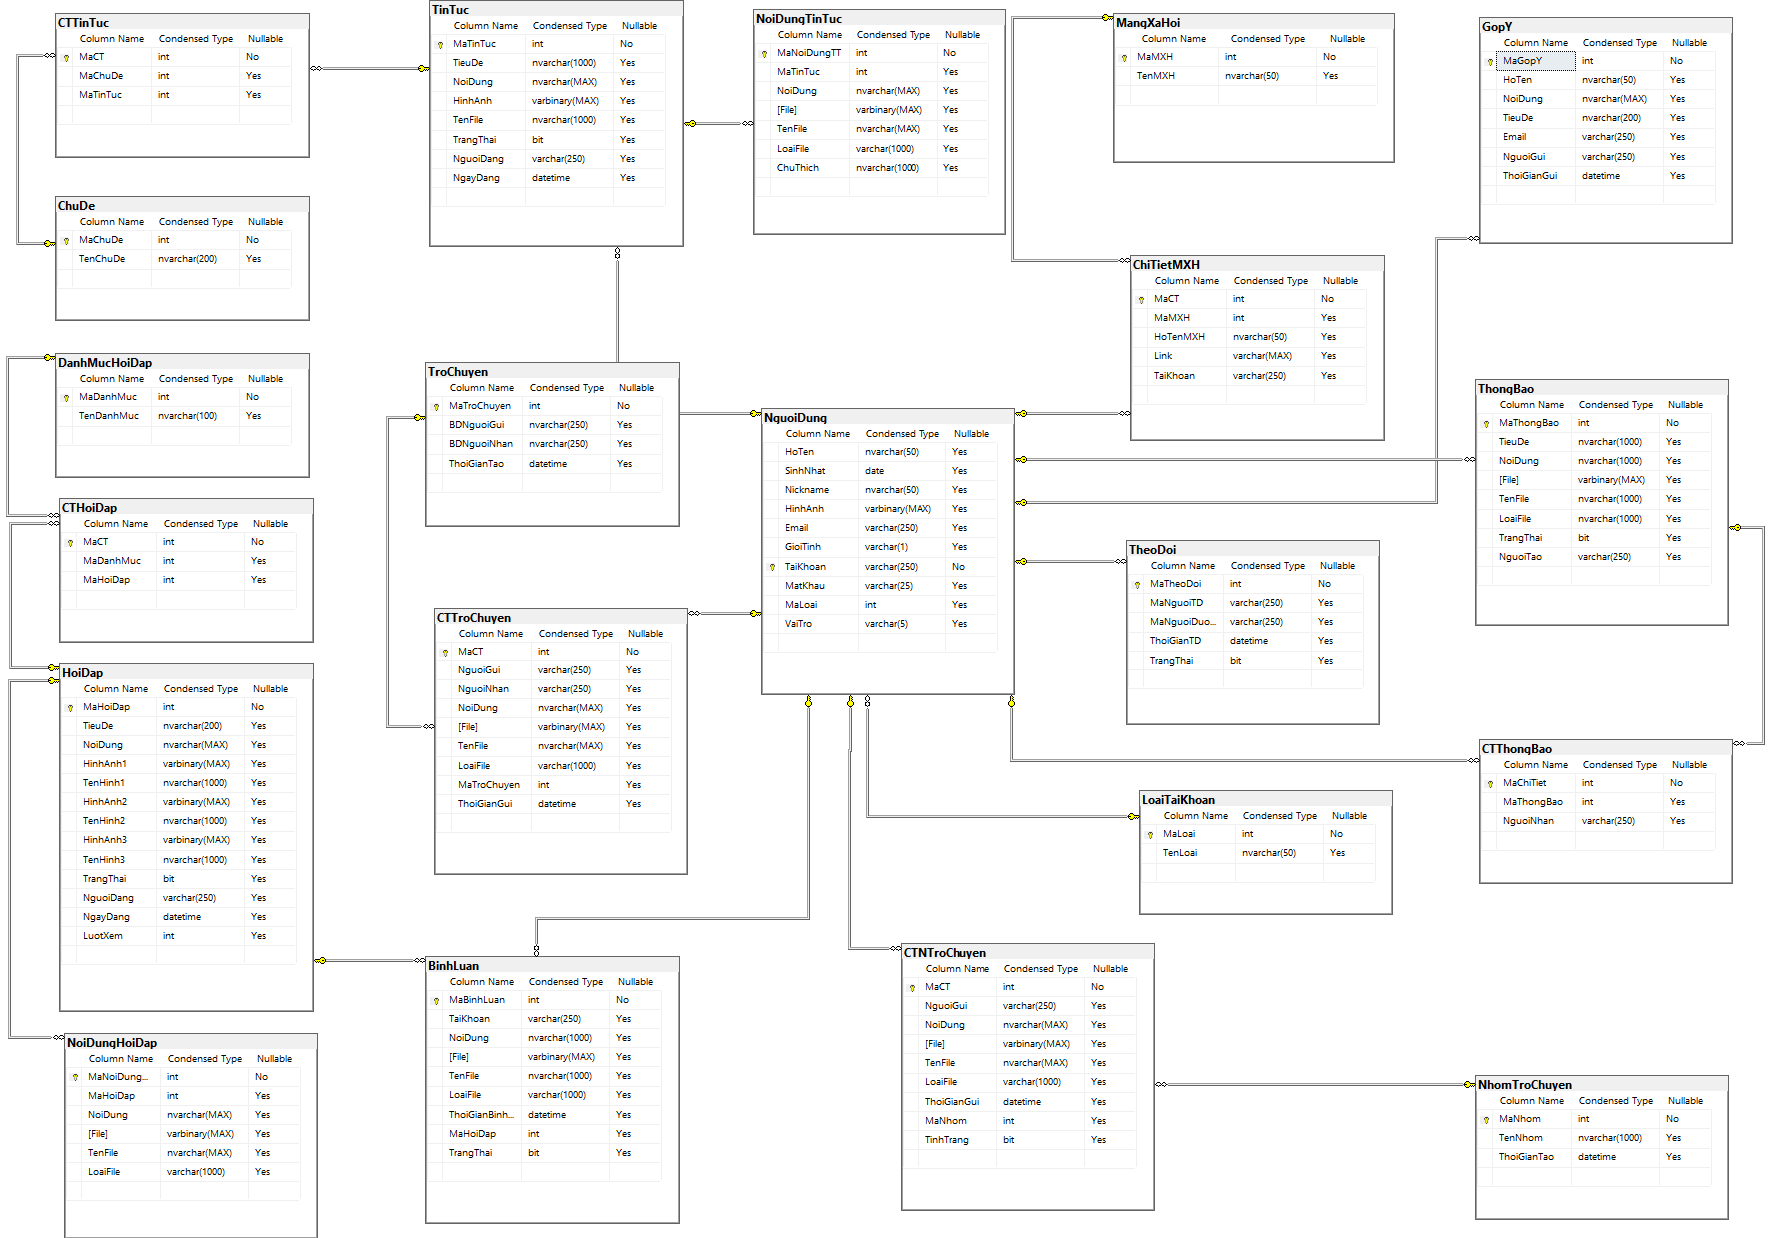 CTTinTuc
Column Name Condensed Type Nullable
MaCT int No
MaChuDe int Yes
MaTinTuc int Yes
ChuDe
Column Name Condensed Type Nullable
MaChuDe int No
TenChuDe nvarchar(200) Yes
DanhMucHoiDap
Column Name Condensed Type Nullable
MaDanhMuc int No
TenDanhMuc nvarchar(100) Yes
CTHoiDap
Column Name Condensed Type Nullable
MaCT int No
MaDanhMuc int Yes
MaHoiDap int Yes
HoiDap
Column Name Condensed Type Nullable
MaHoiDap int No
TieuDe nvarchar(200) Yes
NoiDung nvarchar(MAX) Yes
HinhAnh1 varbinary(MAX) Yes
TenHinh1 nvarchar(1000) Yes
HinhAnh2 varbinary(MAX) Yes
TenHinh2 nvarchar(1000) Yes
HinhAnh3 varbinary(MAX) Yes
TenHinh3 nvarchar(1000) Yes
TrangThai bit Yes
NguoiDang varchar(250) Yes
NgayDang datetime Yes
LuotXem int Yes
NoiDungHoiDap
Column Name Condensed Type Nullable
MaNoiDung... int No
MaHoiDap int Yes
NoiDung nvarchar(MAX) Yes
[File] varbinary(MAX) Yes
TenFile nvarchar(MAX) Yes
LoaiFile varchar(1000) Yes
TinTuc
Column Name Condensed Type Nullable
MaTinTuc int No
TieuDe nvarchar(1000) Yes
NoiDung nvarchar(MAX) Yes
HinhAnh varbinary(MAX) Yes
TenFile nvarchar(1000) Yes
TrangThai bit Yes
NguoiDang varchar(250) Yes
NgayDang datetime Yes
TroChuyen
Column Name Condensed Type Nullable
MaTroChuyen int No
BDNguoiGui nvarchar(250) Yes
BDNguoiNhan nvarchar(250) Yes
ThoiGianTao datetime Yes
CTTroChuyen
Column Name Condensed Type Nullable
MaCT int No
NguoiGui varchar(250) Yes
NguoiNhan varchar(250) Yes
NoiDung nvarchar(MAX) Yes
[File] varbinary(MAX) Yes
TenFile nvarchar(MAX) Yes
LoaiFile varchar(1000) Yes
MaTroChuyen int Yes
ThoiGianGui datetime Yes
BinhLuan
Column Name Condensed Type Nullable
MaBinhLuan int No
TaiKhoan varchar(250) Yes
NoiDung nvarchar(1000) Yes
[File] varbinary(MAX) Yes
TenFile nvarchar(1000) Yes
LoaiFile varchar(1000) Yes
ThoiGianBinh... datetime Yes
MaHoiDap int Yes
TrangThai bit Yes
NoiDungTinTuc
Column Name Condensed Type Nullable
MaNoiDungTT int No
MaTinTuc int Yes
NoiDung nvarchar(MAX) Yes
[File] varbinary(MAX) Yes
TenFile nvarchar(MAX) Yes
LoaiFile varchar(1000) Yes
ChuThich nvarchar(1000) Yes
NguoiDung
Column Name Condensed Type Nullable
HoTen nvarchar(50) Yes
SinhNhat date Yes
Nickname nvarchar(50) Yes
HinhAnh varbinary(MAX) Yes
Email varchar(250) Yes
GioiTinh varchar(1) Yes
TaiKhoan varchar(250) No
MatKhau varchar(25) Yes
MaLoai int Yes
VaiTro varchar(5) Yes
CTNTroChuyen
Column Name Condensed Type Nullable
MaCT int No
NguoiGui varchar(250) Yes
NoiDung nvarchar(MAX) Yes
[File] varbinary(MAX) Yes
TenFile nvarchar(MAX) Yes
LoaiFile varchar(1000) Yes
ThoiGianGui datetime Yes
MaNhom int Yes
TinhTrang bit Yes
MangXaHoi
Column Name Condensed Type Nullable
MaMXH int No
TenMXH nvarchar(50) Yes
ChiTietMXH
Column Name Condensed Type Nullable
MaCT int No
MaMXH int Yes
HoTenMXH nvarchar(50) Yes
Link varchar(MAX) Yes
TaiKhoan varchar(250) Yes
TheoDoi
Column Name Condensed Type Nullable
MaTheoDoi int No
MaNguoiTD varchar(250) Yes
MaNguoiDuo... varchar(250) Yes
ThoiGianTD datetime Yes
TrangThai bit Yes
LoaiTaiKhoan
Column Name Condensed Type Nullable
MaLoai int No
TenLoai nvarchar(50) Yes
GopY
Column Name Condensed Type Nullable
MaGopY int No
HoTen nvarchar(50) Yes
NoiDung nvarchar(MAX) Yes
TieuDe nvarchar(200) Yes
Email varchar(250) Yes
NguoiGui varchar(250) Yes
ThoiGianGui datetime Yes
ThongBao
Column Name Condensed Type Nullable
MaThongBao int No
TieuDe nvarchar(1000) Yes
NoiDung nvarchar(1000) Yes
[File] varbinary(MAX) Yes
TenFile nvarchar(1000) Yes
LoaiFile nvarchar(1000) Yes
TrangThai bit Yes
NguoiTao varchar(250) Yes
CTThongBao
Column Name Condensed Type Nullable
MaChiTiet int No
MaThongBao int Yes
NguoiNhan varchar(250) Yes
NhomTroChuyen
Column Name Condensed Type Nullable
MaNhom int No
TenNhom nvarchar(1000) Yes
ThoiGianTao datetime Yes